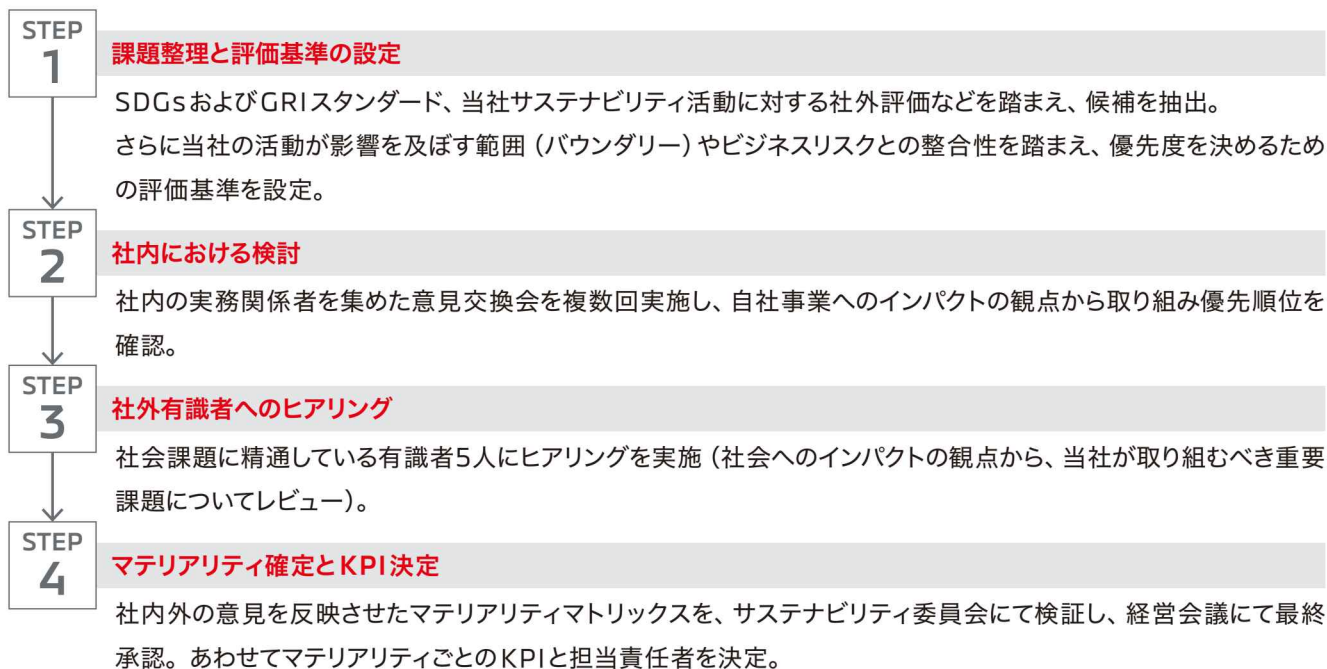 STEP
1
課題整理と評価基準の設定
SDGsおよびGRIスタンダード、当社サステナビリティ活動に対する社外評価などを踏まえ、候補を抽出。
さらに当社の活動が影響を及ぼす範囲（バウンダリー）やビジネスリスクとの整合性を踏まえ、優先度を決めるため
の評価基準を設定。
STEP
2
社内における検討
社内の実務関係者を集めた意見交換会を複数回実施し、自社事業へのインパクトの観点から取り組み優先順位を
確認。
STEP
3
社外有識者へのヒアリング
社会課題に精通している有識者5人にヒアリングを実施（社会へのインパクトの観点から、当社が取り組むべき重要
課題についてレビュー）。
STEP
4
マテリアリティ確定とKPI決定
社内外の意見を反映させたマテリアリティマトリックスを、サステナビリティ委員会にて検証し、経営会議にて最終
承認。あわせてマテリアリティごとのKPIと担当責任者を決定。